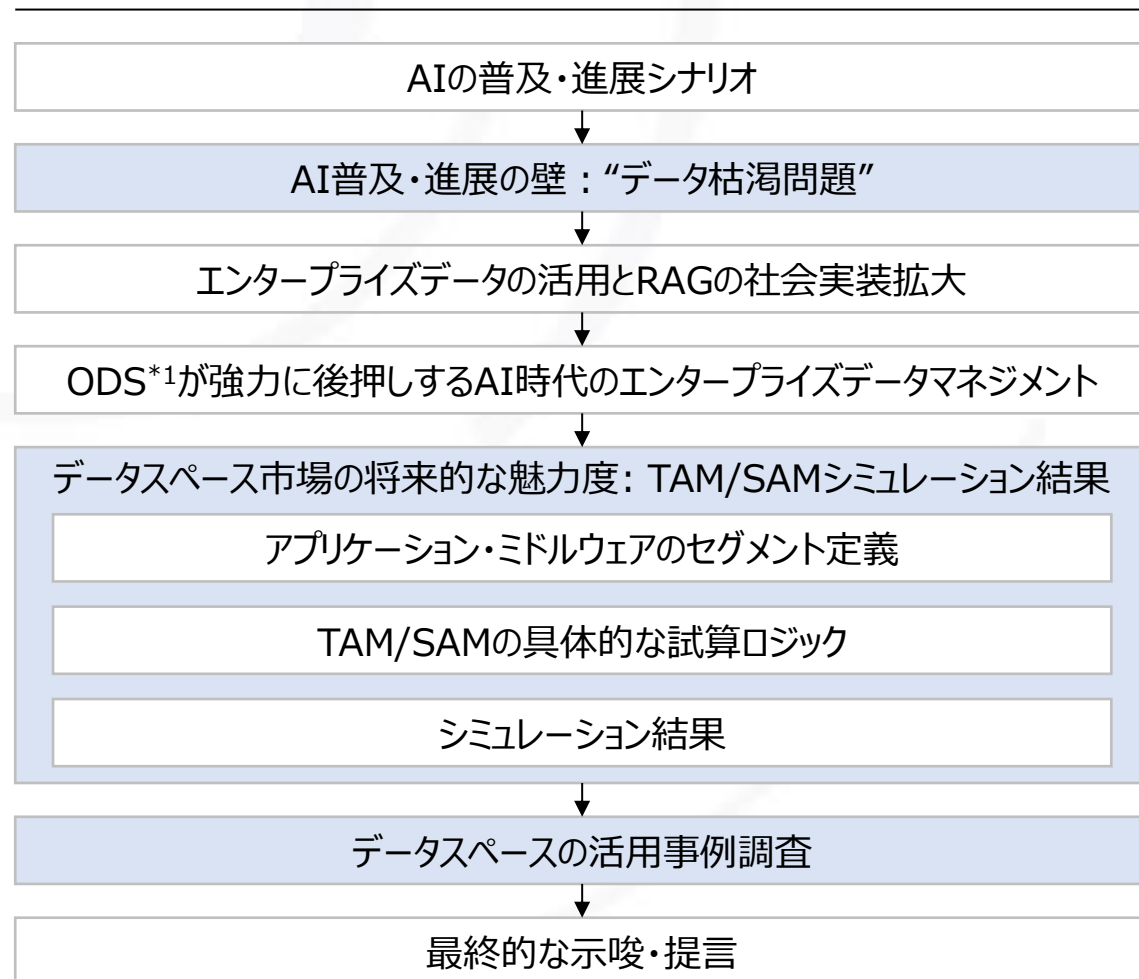 AIの普及・進展シナリオ
AI普及・進展の壁：“データ枯渇問題”
エンタープライズデータの活用とRAGの社会実装拡大
ODS*1が強力に後押しするAI時代のエンタープライズデータマネジメント
データスペース市場の将来的な魅力度: TAM/SAMシミュレーション結果
アプリケーション・ミドルウェアのセグメント定義
TAM/SAMの具体的な試算ロジック
シミュレーション結果
データスペースの活用事例調査
最終的な示唆・提言